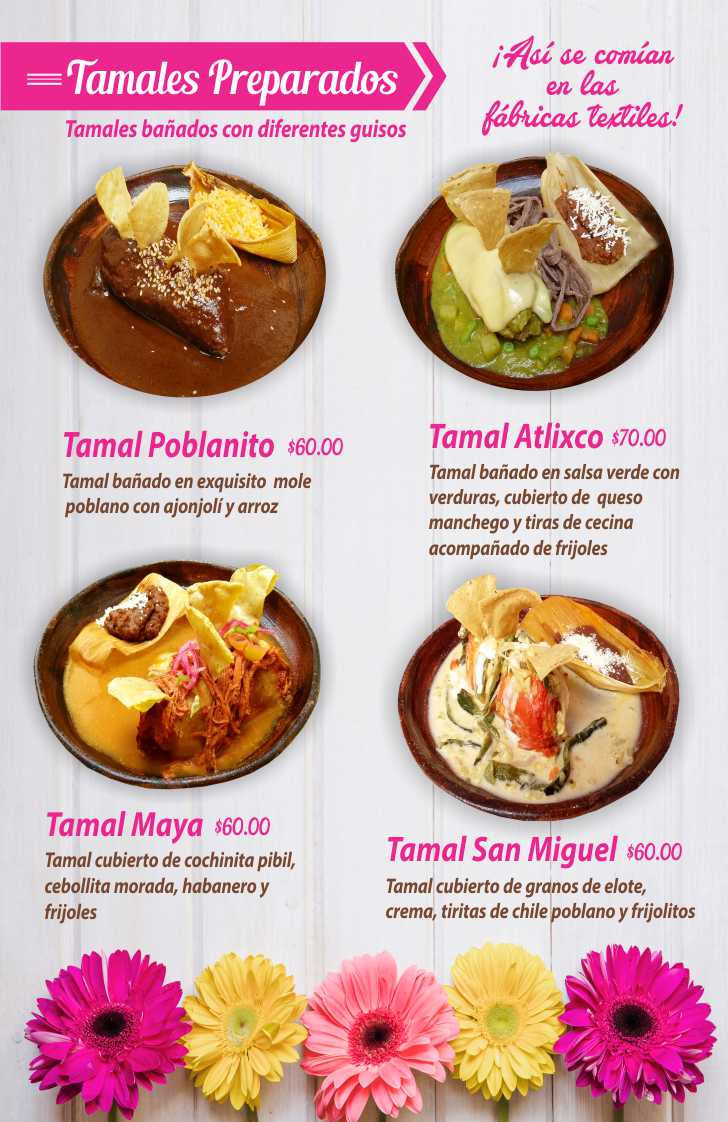 Tamales Preparados
Tamales bañados con diferentes guisos
¡Así se comían
en las
fábricas textiles!
Tamal Poblanito $60.00
Tamal bañado en exquisito mole
poblano con ajonjolí y arroz
Tamal Atlixco $70.00
Tamal bañado en salsa verde con
verduras, cubierto de queso
manchego y tiras de cecina
acompañado de frijoles
Tamal Maya $60.00
Tamal cubierto de cochinita pibil,
cebollita morada, habanero y
frijoles
Tamal San Miguel $60.00
Tamal cubierto de granos de elote,
crema, tiritas de chile poblano y frijolitos